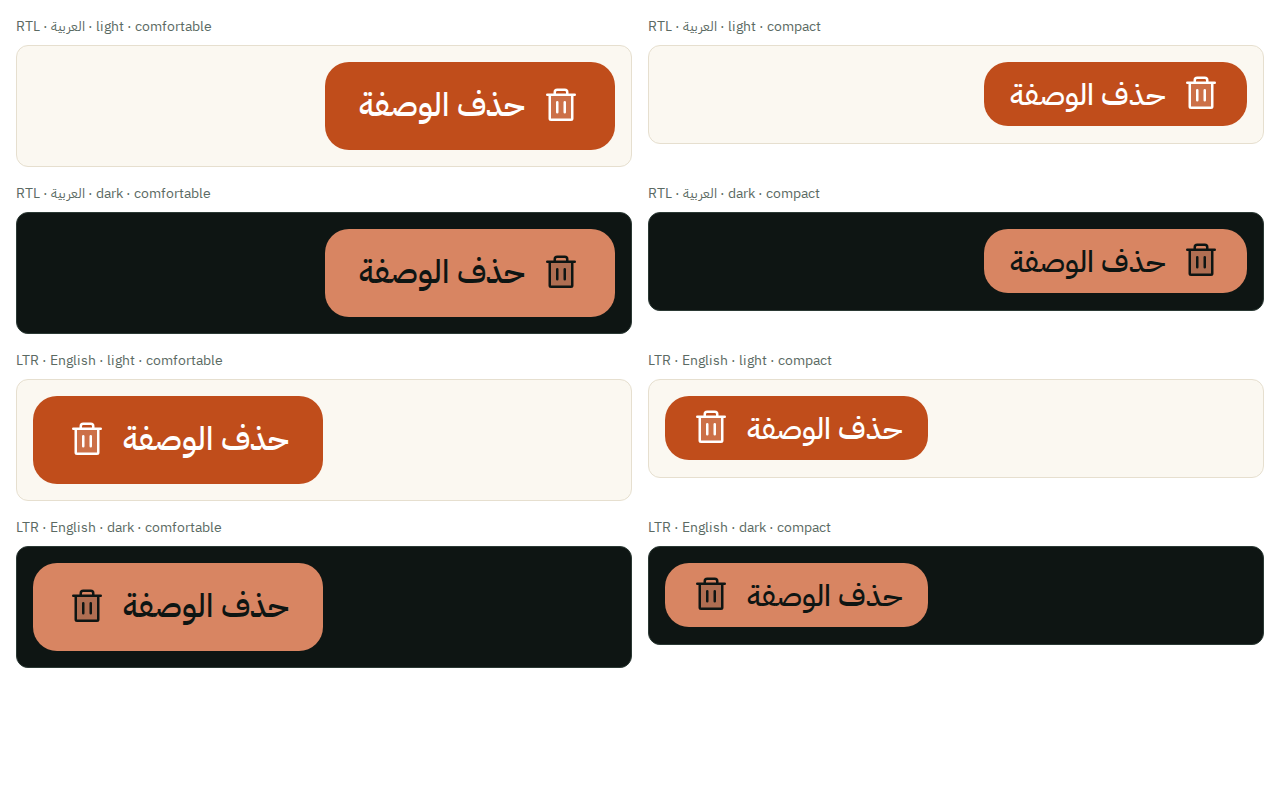 RTL · العربية · light · comfortable
حذف الوصفة
RTL · العربية · light · compact
حذف الوصفة
RTL · العربية · dark · comfortable
حذف الوصفة
RTL · العربية · dark · compact
حذف الوصفة
LTR · English · light · comfortable
حذف الوصفة
LTR · English · light · compact
حذف الوصفة
LTR · English · dark · comfortable
حذف الوصفة
LTR · English · dark · compact
حذف الوصفة